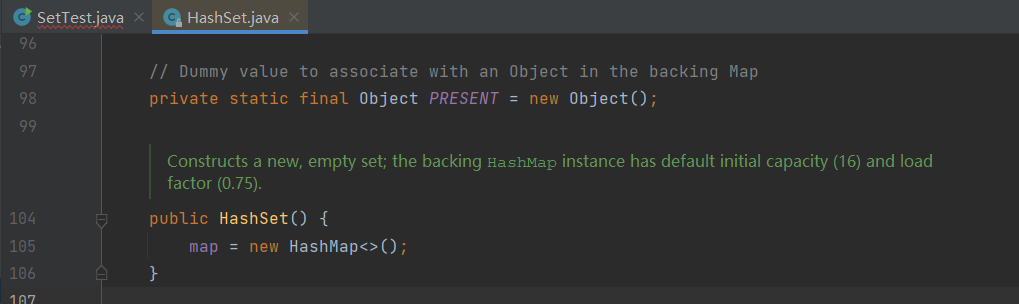 SetTest.java
HashSet.java
96
97 // Dummy value to associate with an Object in the backing Map
98 private static final Object PRESENT = new Object();
99
Constructs a new, empty set; the backing HashMap instance has default initial capacity (16) and load
factor (0.75).
104 public HashSet() {
105 map = new HashMap<>();
106 }
107